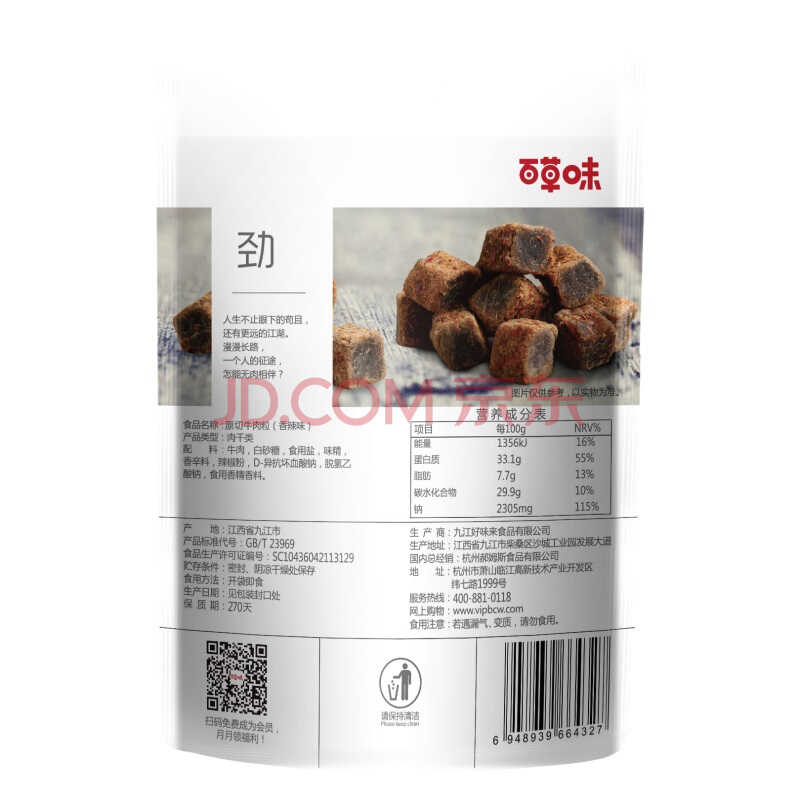 百草味
劲
人生不止眼下的苟且，
还有更远的江湖。
漫漫长路，
一个人的征途，
怎能无肉相伴？
图片仅供参考，以实物为准。
JD.COM 京东
食品名称：原切牛肉粒（香辣味）
产品类型：肉干类
配 料：牛肉，白砂糖，食用盐，味精，
香辛料，辣椒粉，D-异抗坏血酸钠，脱氢乙
酸钠，食用香精香料。
营养成分表
项目 每100g NRV%
能量 1356kJ 16%
蛋白质 33.1g 55%
脂肪 7.7g 13%
碳水化合物 29.9g 10%
钠 2305mg 115%
产 地：江西省九江市
产品标准代号：GB/T 23969
食品生产许可证编号：SC10436042113129
贮存条件：密封、阴凉干燥处保存
食用方法：开袋即食
生产日期：见包装封口处
保 质 期：270天
生 产 商：九江好味来食品有限公司
生产地址：江西省九江市柴桑区沙城工业园发展大道
国内总经销：杭州郝姆斯食品有限公司
地 址：杭州市萧山临江高新技术产业开发区
纬七路1999号
服务热线：400-881-0118
网上购物：www.vipbcw.com
食用注意：若遇漏气、变质，请勿食用。
百草味
扫码免费成为会员，
月月领福利！
请保持清洁
Please keep clean
6 948939 664327